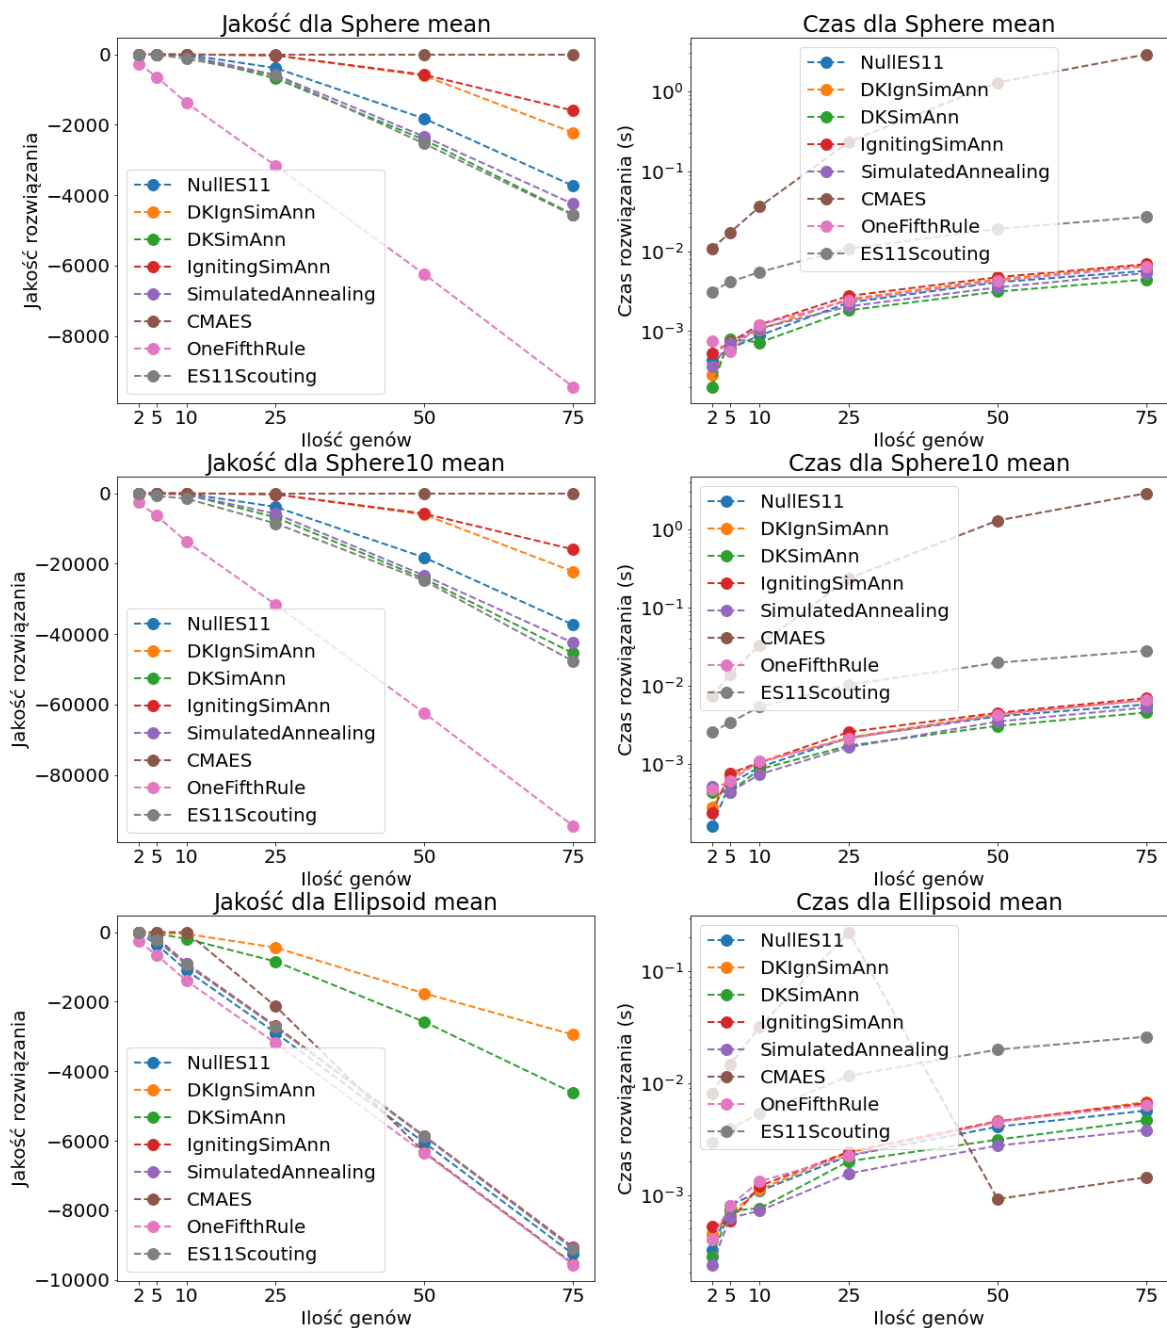 Jakość dla Sphere mean
Jakość rozwiązania
0
−2000
−4000
−6000
−8000
NullES11
DKIgnSimAnn
DKSimAnn
IgnitingSimAnn
SimulatedAnnealing
CMAES
OneFifthRule
ES11Scouting
2 5 10 25 50 75
Ilość genów
Czas dla Sphere mean
Czas rozwiązania (s)
10⁰
10⁻¹
10⁻²
10⁻³
NullES11
DKIgnSimAnn
DKSimAnn
IgnitingSimAnn
SimulatedAnnealing
CMAES
OneFifthRule
ES11Scouting
2 5 10 25 50 75
Ilość genów
Jakość dla Sphere10 mean
Jakość rozwiązania
0
−20000
−40000
−60000
−80000
NullES11
DKIgnSimAnn
DKSimAnn
IgnitingSimAnn
SimulatedAnnealing
CMAES
OneFifthRule
ES11Scouting
2 5 10 25 50 75
Ilość genów
Czas dla Sphere10 mean
Czas rozwiązania (s)
10⁰
10⁻¹
10⁻²
10⁻³
NullES11
DKIgnSimAnn
DKSimAnn
IgnitingSimAnn
SimulatedAnnealing
CMAES
OneFifthRule
ES11Scouting
2 5 10 25 50 75
Ilość genów
Jakość dla Ellipsoid mean
Jakość rozwiązania
0
−2000
−4000
−6000
−8000
−10000
NullES11
DKIgnSimAnn
DKSimAnn
IgnitingSimAnn
SimulatedAnnealing
CMAES
OneFifthRule
ES11Scouting
2 5 10 25 50 75
Ilość genów
Czas dla Ellipsoid mean
Czas rozwiązania (s)
10⁻¹
10⁻²
10⁻³
NullES11
DKIgnSimAnn
DKSimAnn
IgnitingSimAnn
SimulatedAnnealing
CMAES
OneFifthRule
ES11Scouting
2 5 10 25 50 75
Ilość genów